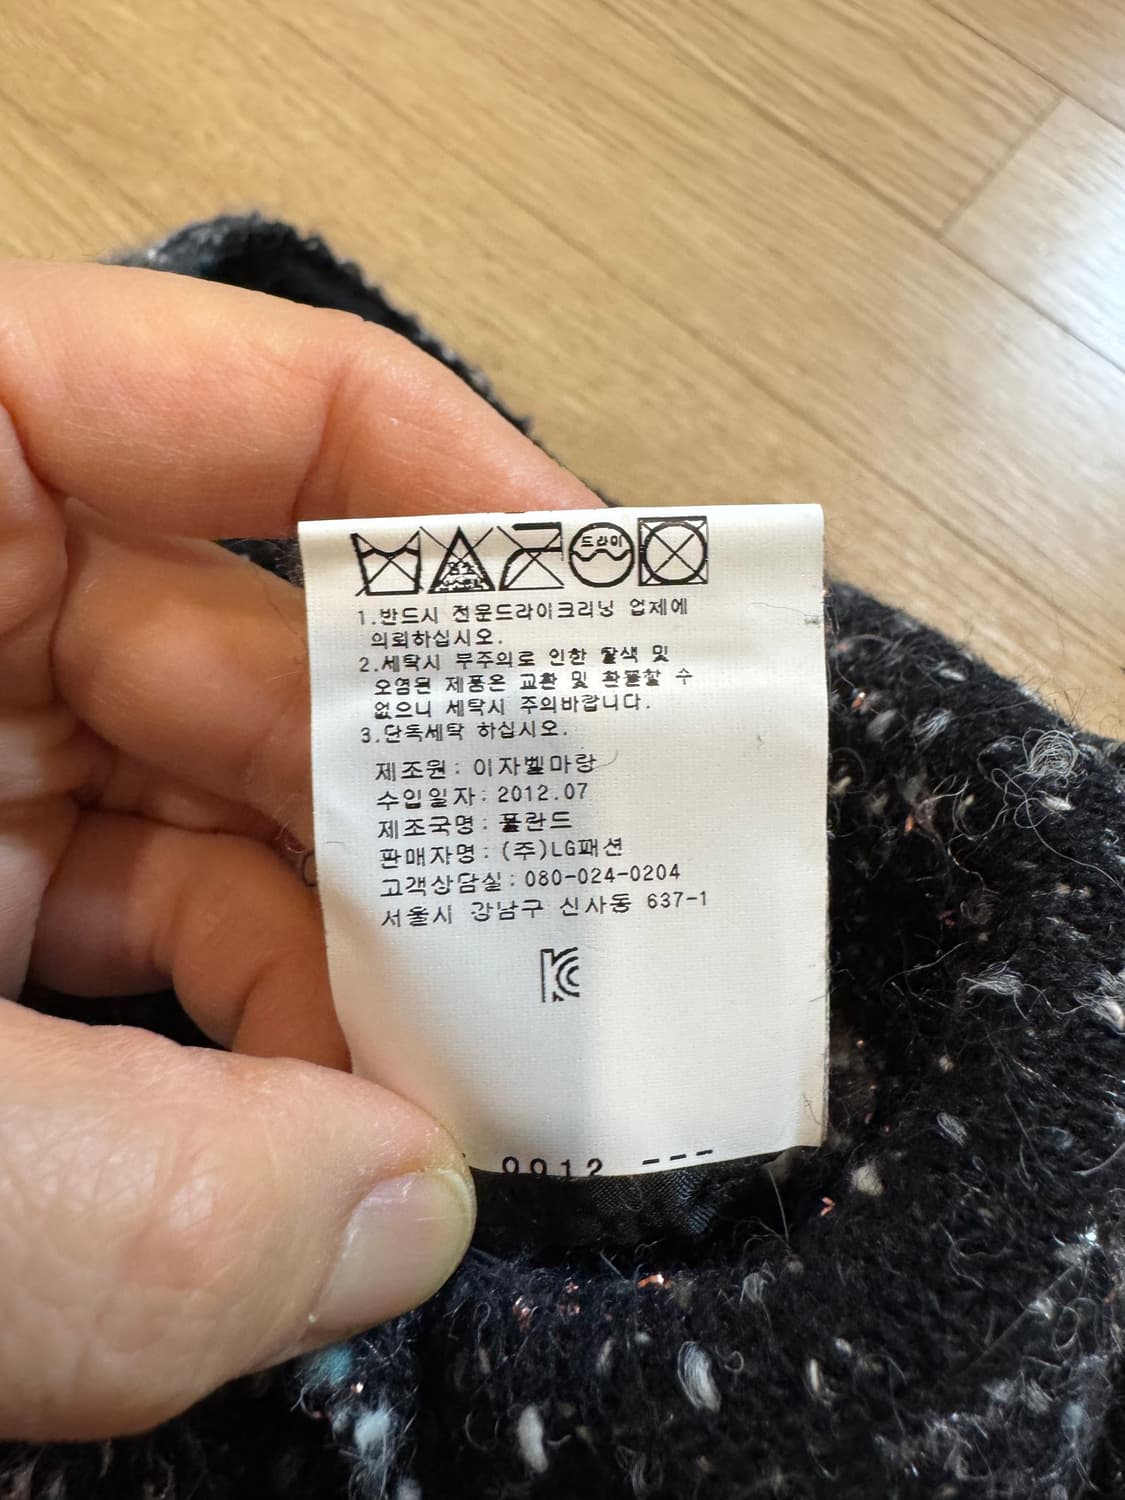 드라이
1.반드시 전문드라이크리닝 업체에
의뢰하십시오.
2.세탁시 부주의로 인한 탈색 및
오염된 제품은 교환 및 환불할 수
없으니 세탁시 주의바랍니다.
3.단독세탁 하십시오.
제조원: 이자벨마랑
수입일자: 2012.07
제조국명: 폴란드
판매자명: (주)LG패션
고객상담실: 080-024-0204
서울시 강남구 신사동 637-1
KC
0912 ---